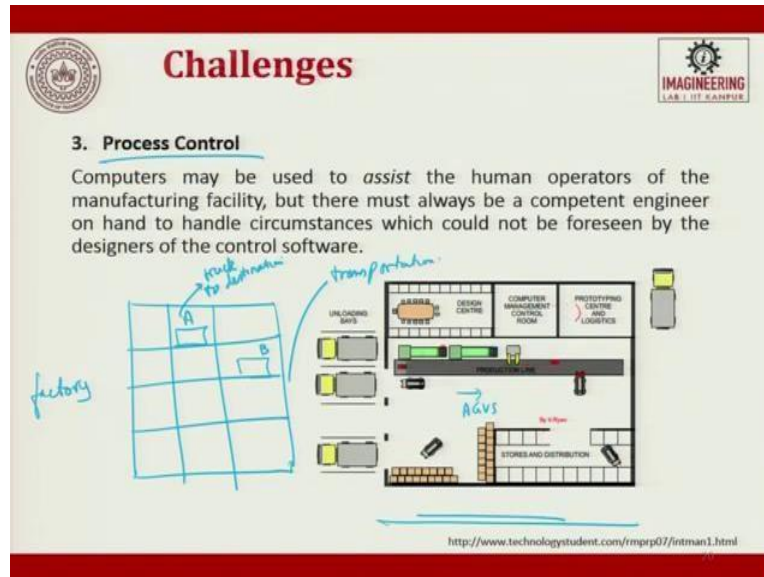 Challenges
IMAGINEERING
LAB | IIT KANPUR
3. Process Control
Computers may be used to assist the human operators of the
manufacturing facility, but there must always be a competent engineer
on hand to handle circumstances which could not be foreseen by the
designers of the control software.
truck
to destination
transportation
A
B
factory
UNLOADING
BAYS
DESIGN
CENTRE
COMPUTER
MANAGEMENT
CONTROL
ROOM
PROTOTYPING
CENTRE
AND
LOGISTICS
PRODUCTION LINE
AGVS
STORES AND DISTRIBUTION
http://www.technologystudent.com/rmprp07/intman1.html